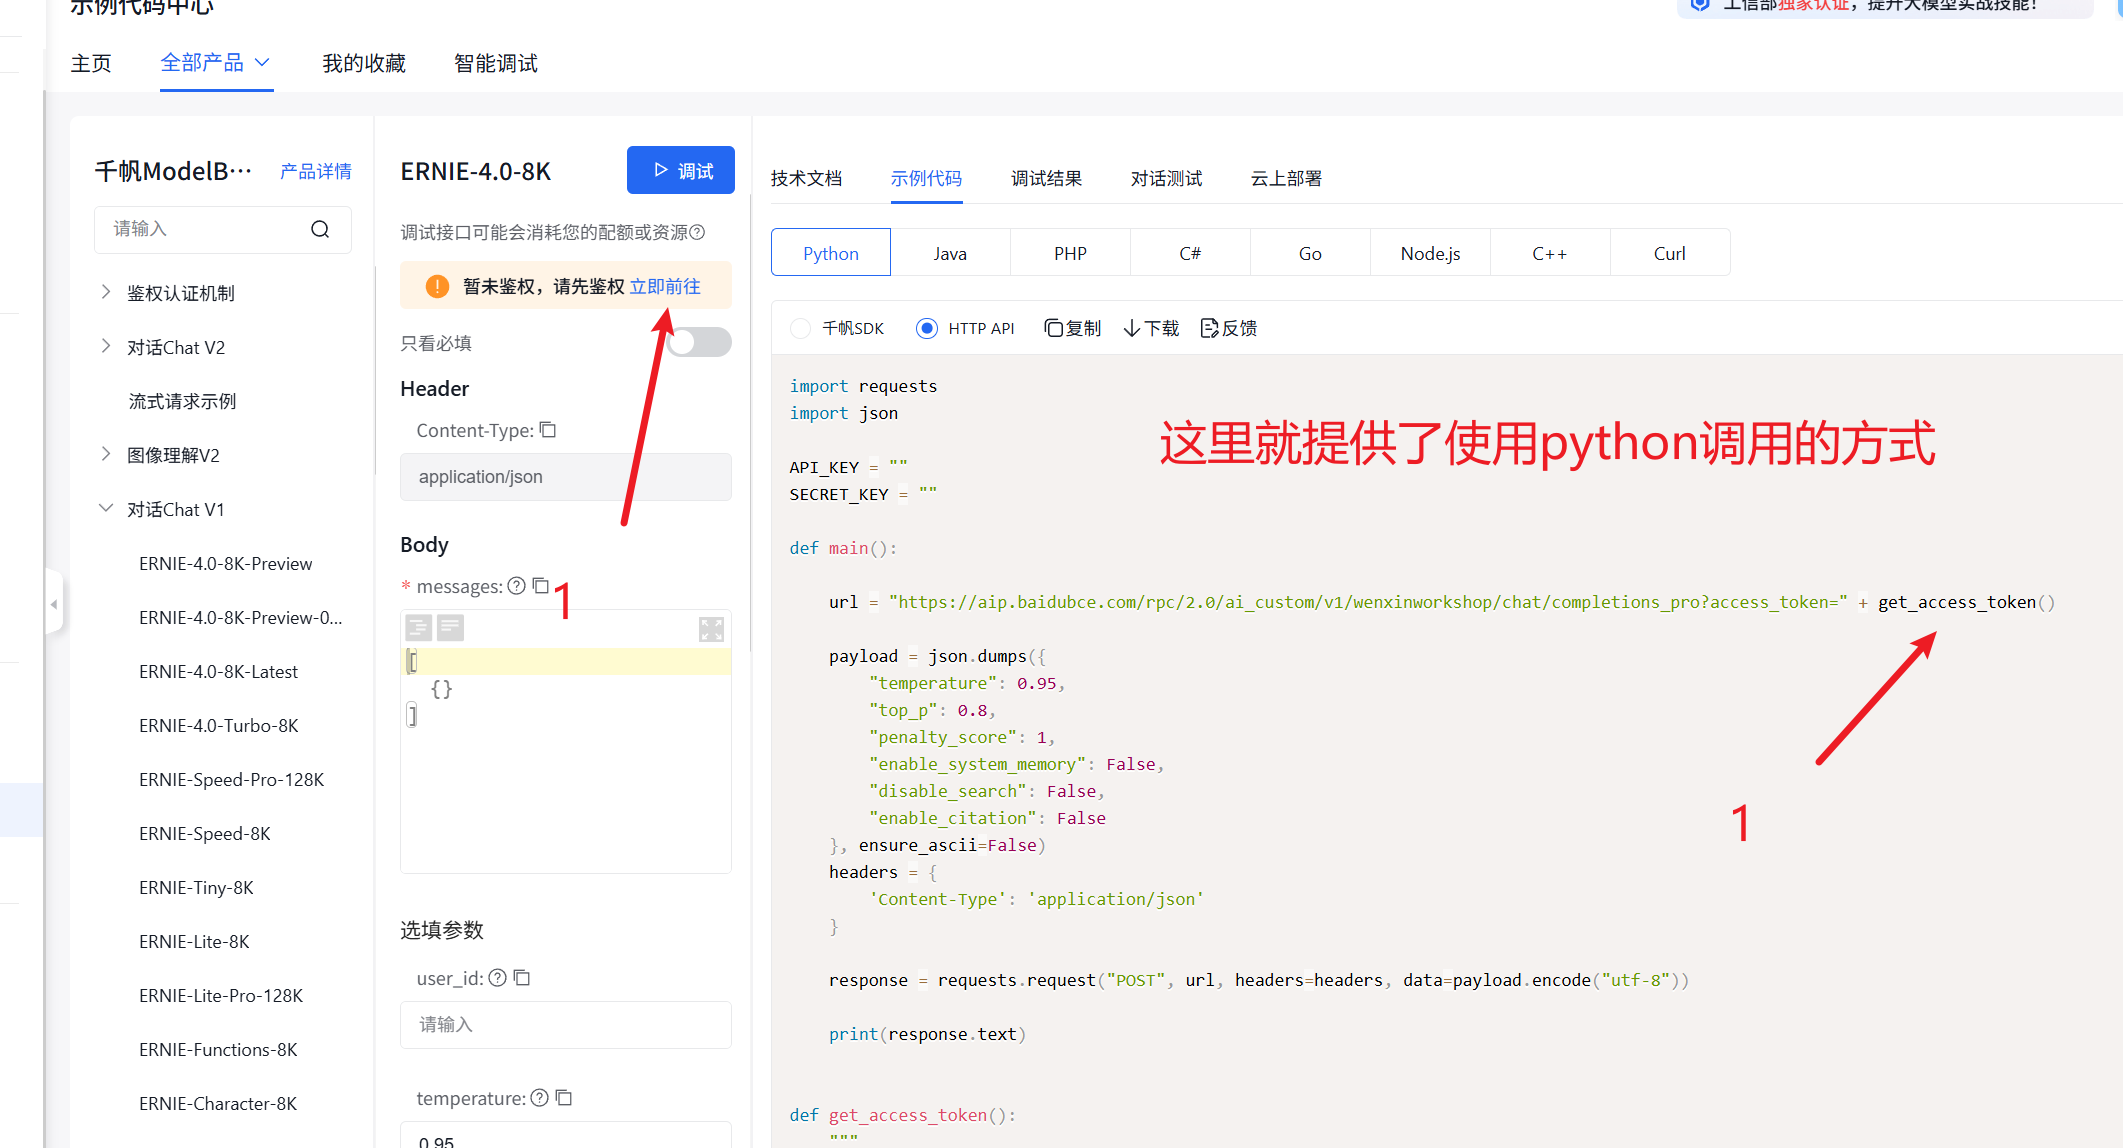 示例代码中心
工信部独家认证，提升大模型实战技能！
主页
全部产品
我的收藏
智能调试
千帆ModelB···
产品详情
请输入
鉴权认证机制
对话Chat V2
流式请求示例
图像理解V2
对话Chat V1
ERNIE-4.0-8K-Preview
ERNIE-4.0-8K-Preview-0...
ERNIE-4.0-8K-Latest
ERNIE-4.0-Turbo-8K
ERNIE-Speed-Pro-128K
ERNIE-Speed-8K
ERNIE-Tiny-8K
ERNIE-Lite-8K
ERNIE-Lite-Pro-128K
ERNIE-Functions-8K
ERNIE-Character-8K
ERNIE-4.0-8K
调试
调试接口可能会消耗您的配额或资源
暂未鉴权，请先鉴权 立即前往
只看必填
Header
Content-Type:
application/json
Body
* messages:
1
[
{}
]
选填参数
user_id:
请输入
temperature:
0.95
技术文档
示例代码
调试结果
对话测试
云上部署
Python
Java
PHP
C#
Go
Node.js
C++
Curl
千帆SDK
HTTP API
复制
下载
反馈
import requests
import json
这里就提供了使用python调用的方式
API_KEY = ""
SECRET_KEY = ""
def main():
url = "https://aip.baidubce.com/rpc/2.0/ai_custom/v1/wenxinworkshop/chat/completions_pro?access_token=" + get_access_token()
payload = json.dumps({
"temperature": 0.95,
"top_p": 0.8,
"penalty_score": 1,
"enable_system_memory": False,
"disable_search": False,
"enable_citation": False
}, ensure_ascii=False)
1
headers = {
'Content-Type': 'application/json'
}
response = requests.request("POST", url, headers=headers, data=payload.encode("utf-8"))
print(response.text)
def get_access_token():
"""